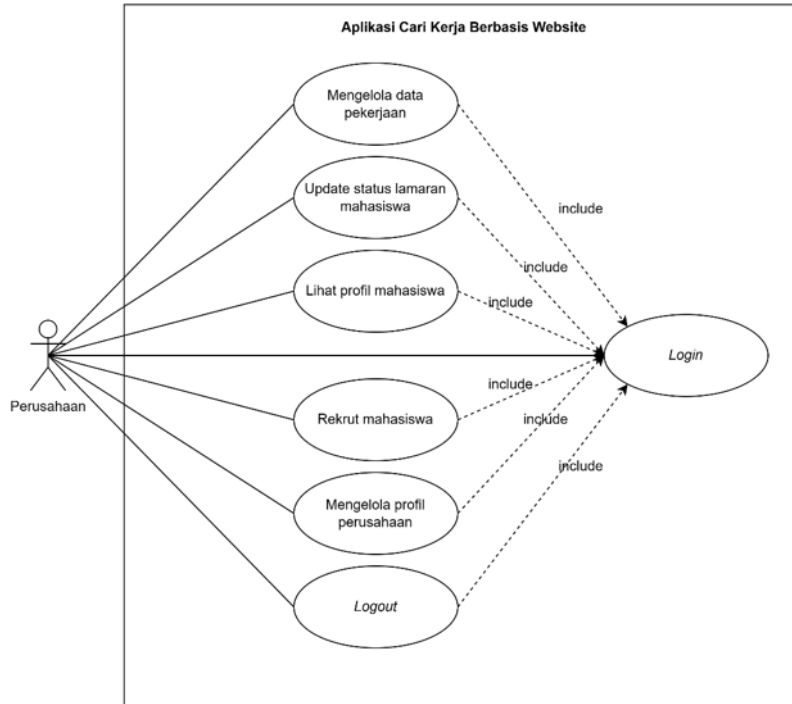 Aplikasi Cari Kerja Berbasis Website
Mengelola data
pekerjaan
Update status lamaran
mahasiswa
include
include
Lihat profil mahasiswa
include
Login
Perusahaan
include
Rekrut mahasiswa
include
include
Mengelola profil
perusahaan
Logout